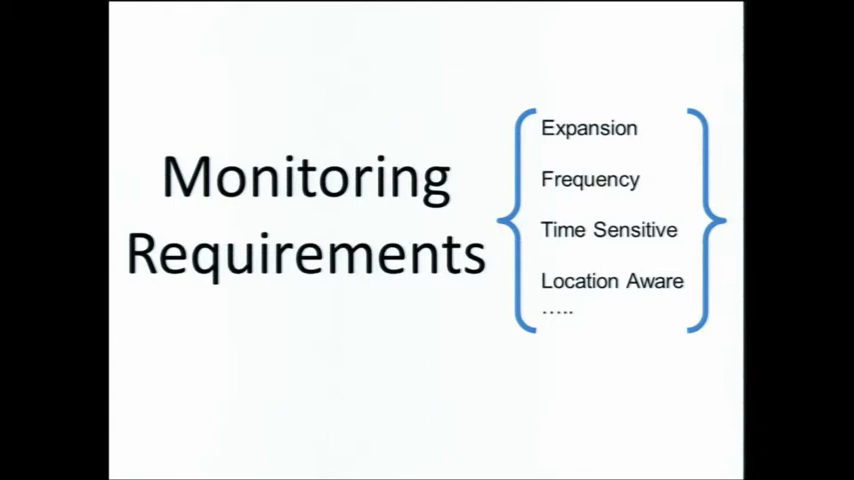 Monitoring
Requirements
Expansion
Frequency
Time Sensitive
Location Aware
.....